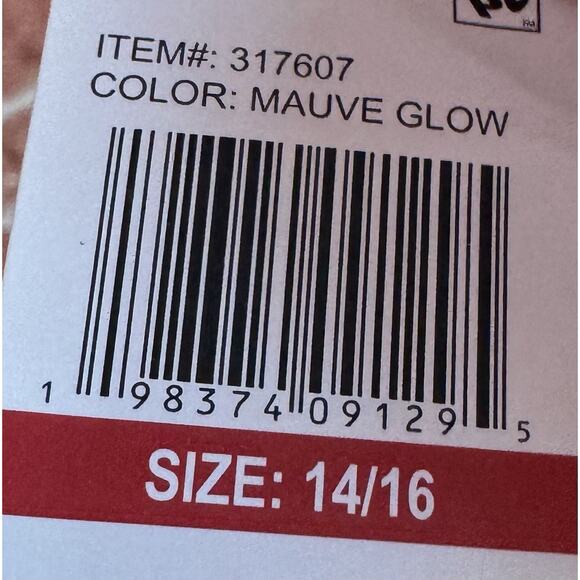 ITEM#: 317607
COLOR: MAUVE GLOW
1 98374 09129 5
SIZE: 14/16